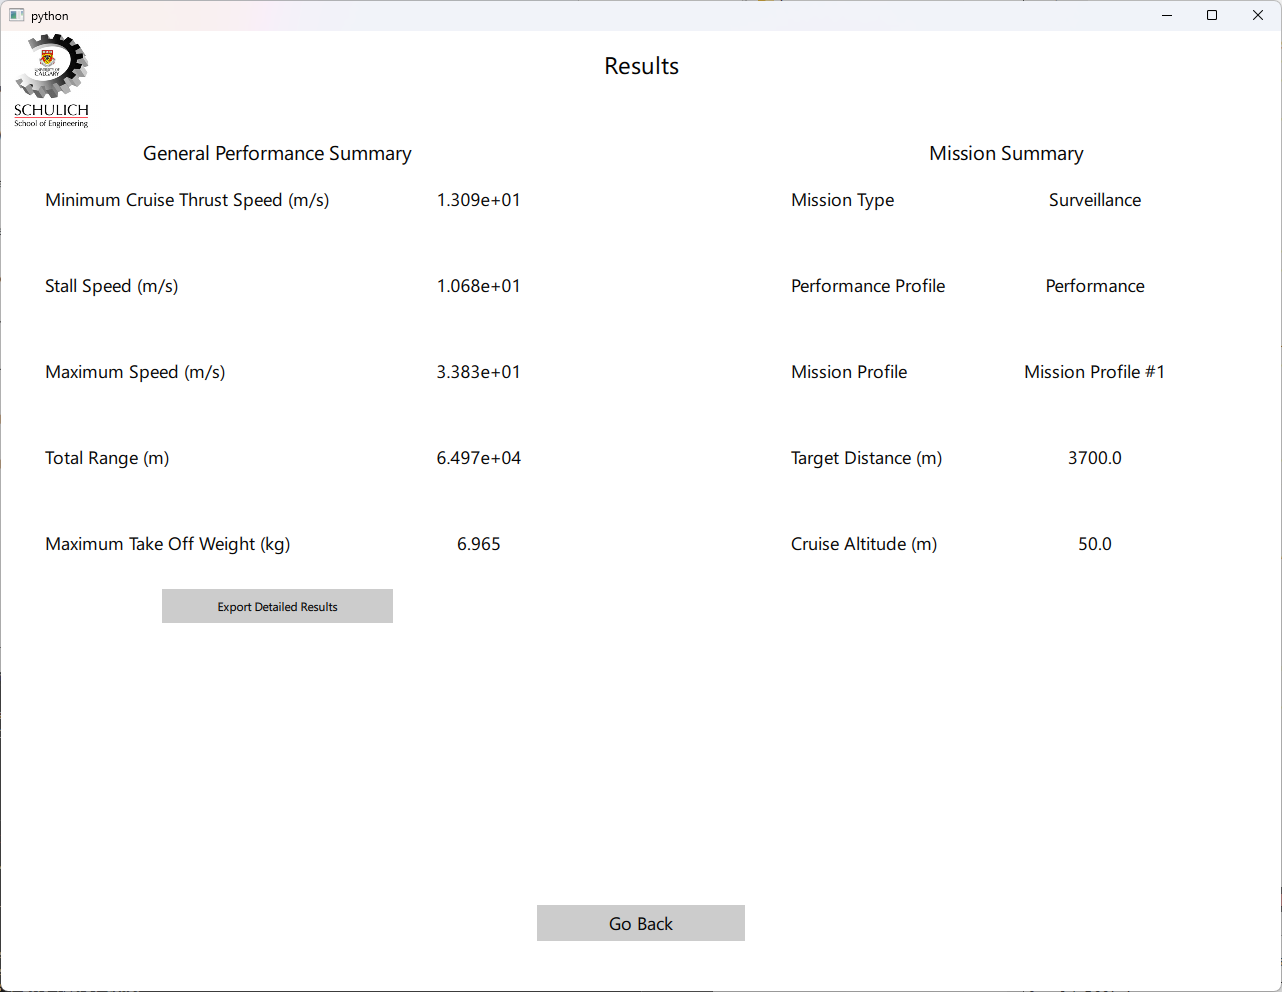 python
UNIVERSITY OF
CALGARY
SCHULICH
School of Engineering
Results
General Performance Summary
Minimum Cruise Thrust Speed (m/s) 1.309e+01
Stall Speed (m/s) 1.068e+01
Maximum Speed (m/s) 3.383e+01
Total Range (m) 6.497e+04
Maximum Take Off Weight (kg) 6.965
Export Detailed Results
Mission Summary
Mission Type Surveillance
Performance Profile Performance
Mission Profile Mission Profile #1
Target Distance (m) 3700.0
Cruise Altitude (m) 50.0
Go Back